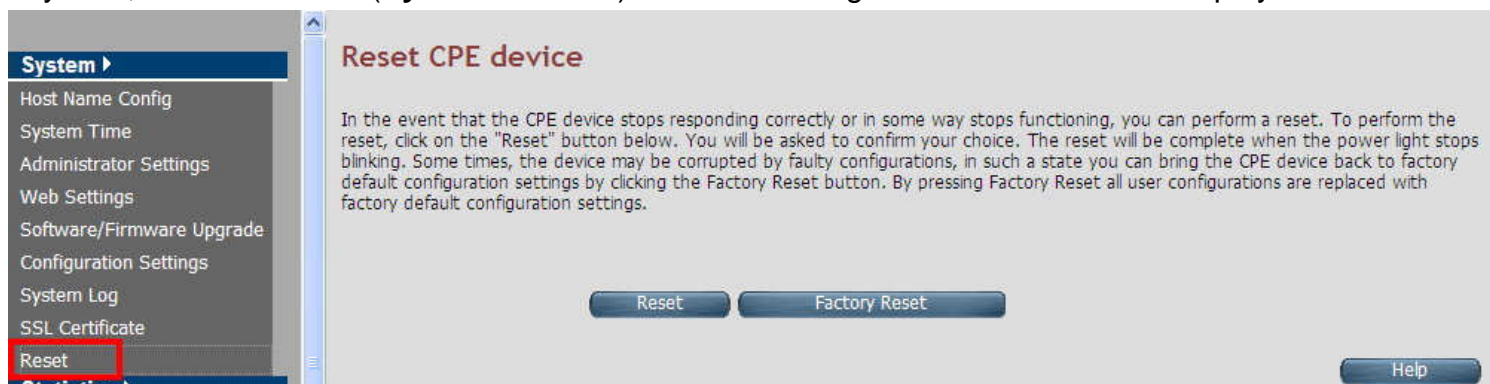 System
Host Name Config
System Time
Administrator Settings
Web Settings
Software/Firmware Upgrade
Configuration Settings
System Log
SSL Certificate
Reset
Reset CPE device
In the event that the CPE device stops responding correctly or in some way stops functioning, you can perform a reset. To perform the
reset, click on the "Reset" button below. You will be asked to confirm your choice. The reset will be complete when the power light stops
blinking. Some times, the device may be corrupted by faulty configurations, in such a state you can bring the CPE device back to factory
default configuration settings by clicking the Factory Reset button. By pressing Factory Reset all user configurations are replaced with
factory default configuration settings.
Reset Factory Reset
Help